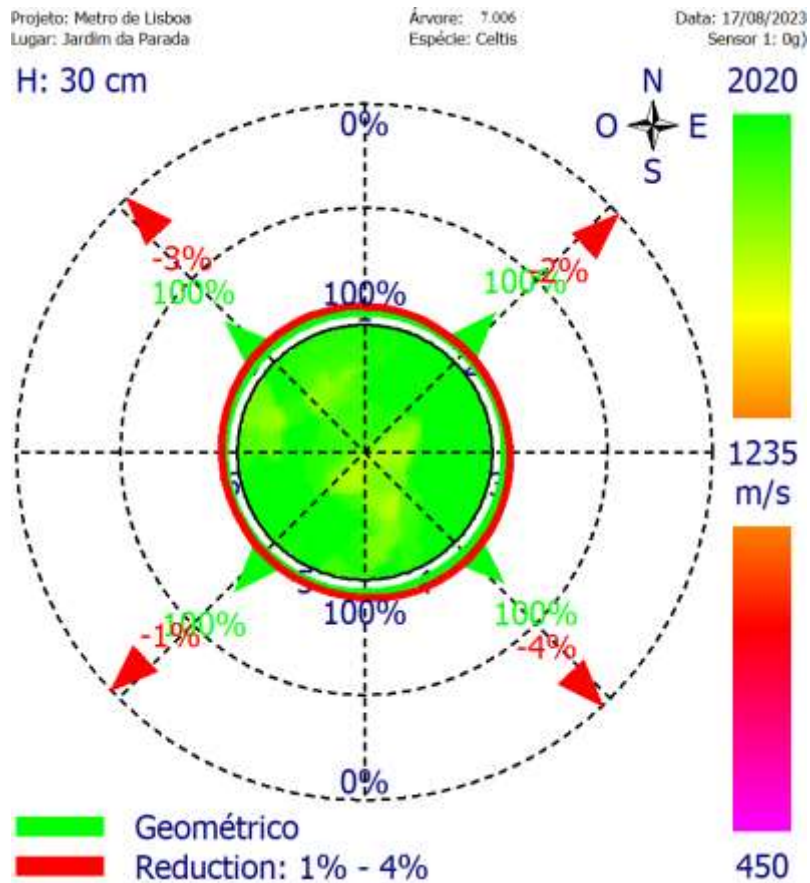 Projeto: Metro de Lisboa
Lugar: Jardim da Parada
Árvore: 7.006
Espécie: Celtis
Data: 17/08/2023
Sensor 1: 0g)
H: 30 cm
N
O E
S
2020
0%
-3%
100%
-2%
100%
100%
1235
m/s
100%
-1%
100%
100%
-4%
0%
Geométrico
Reduction: 1% - 4%
450